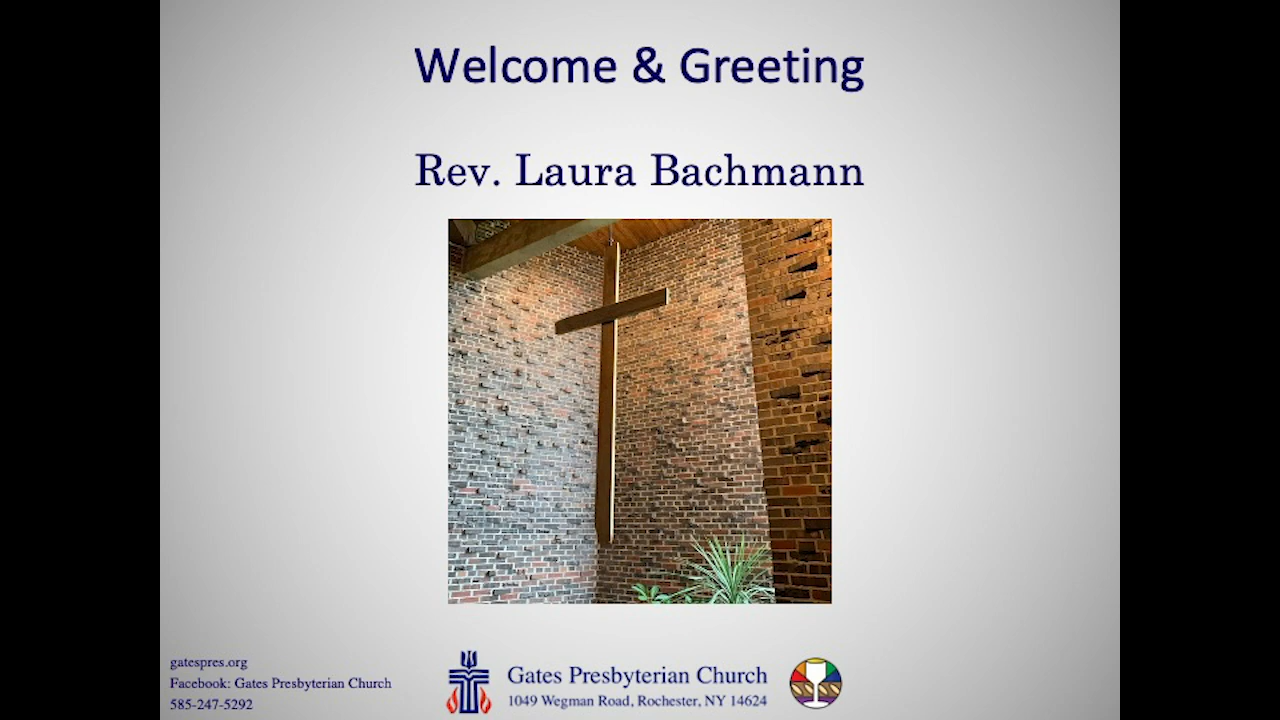 Welcome & Greeting
Rev. Laura Bachmann
gatespres.org
Facebook: Gates Presbyterian Church
585-247-5292
Gates Presbyterian Church
1049 Wegman Road, Rochester, NY 14624